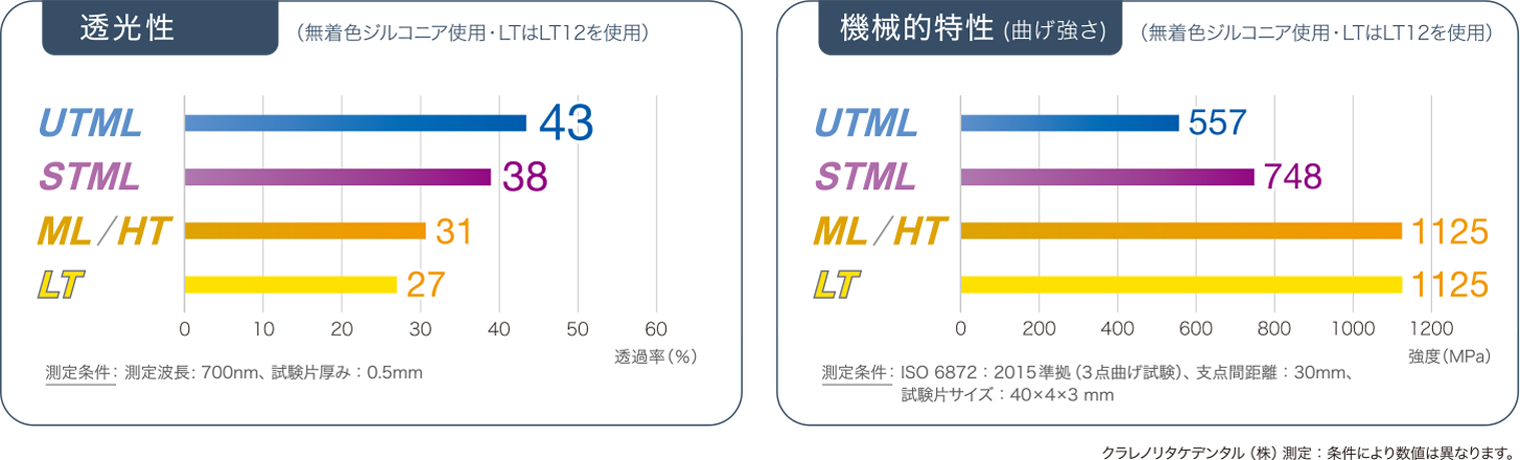 透光性
(無着色ジルコニア使用・LTはLT12を使用)
UTML 43
STML 38
ML/HT 31
LT 27
0 10 20 30 40 50 60
透過率(%)
測定条件: 測定波長: 700nm、試験片厚み:0.5mm
機械的特性 (曲げ強さ)
(無着色ジルコニア使用・LTはLT12を使用)
UTML 557
STML 748
ML/HT 1125
LT 1125
0 200 400 600 800 1000 1200
強度(MPa)
測定条件: ISO 6872:2015準拠(3点曲げ試験)、支点間距離:30mm、
試験片サイズ:40×4×3 mm
クラレノリタケデンタル(株)測定:条件により数値は異なります。